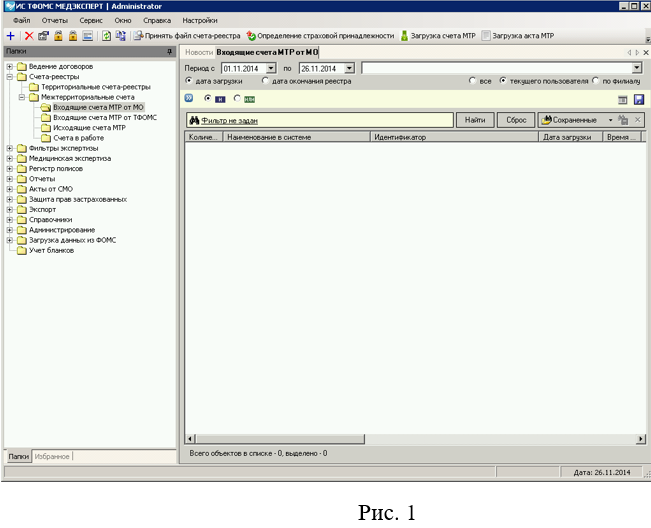 ИС ТФОМС МЕДЭКСПЕРТ | Administrator
Файл Отчеты Сервис Окно Справка Настройки
Принять файл счета-реестра Определение страховой принадлежности Загрузка счета МТР Загрузка акта МТР
Папки
Ведение договоров
Счета-реестры
Территориальные счета-реестры
Межтерриториальные счета
Входящие счета МТР от МО
Входящие счета МТР от ТФОМС
Исходящие счета МТР
Счета в работе
Фильтры экспертизы
Медицинская экспертиза
Регистр полисов
Отчеты
Акты от СМО
Защита прав застрахованных
Экспорт
Справочники
Администрирование
Загрузка данных из ФОМС
Учет бланков
Папки Избранное
Новости Входящие счета МТР от МО
Период с 01.11.2014 по 26.11.2014
дата загрузки дата окончания реестра все текущего пользователя по филиалу
И
Фильтр не задан Найти Сброс Сохраненные
Количе... Наименование в системе Идентификатор Дата загрузки Время ...
Всего объектов в списке - 0, выделено - 0
Дата: 26.11.2014
Рис. 1